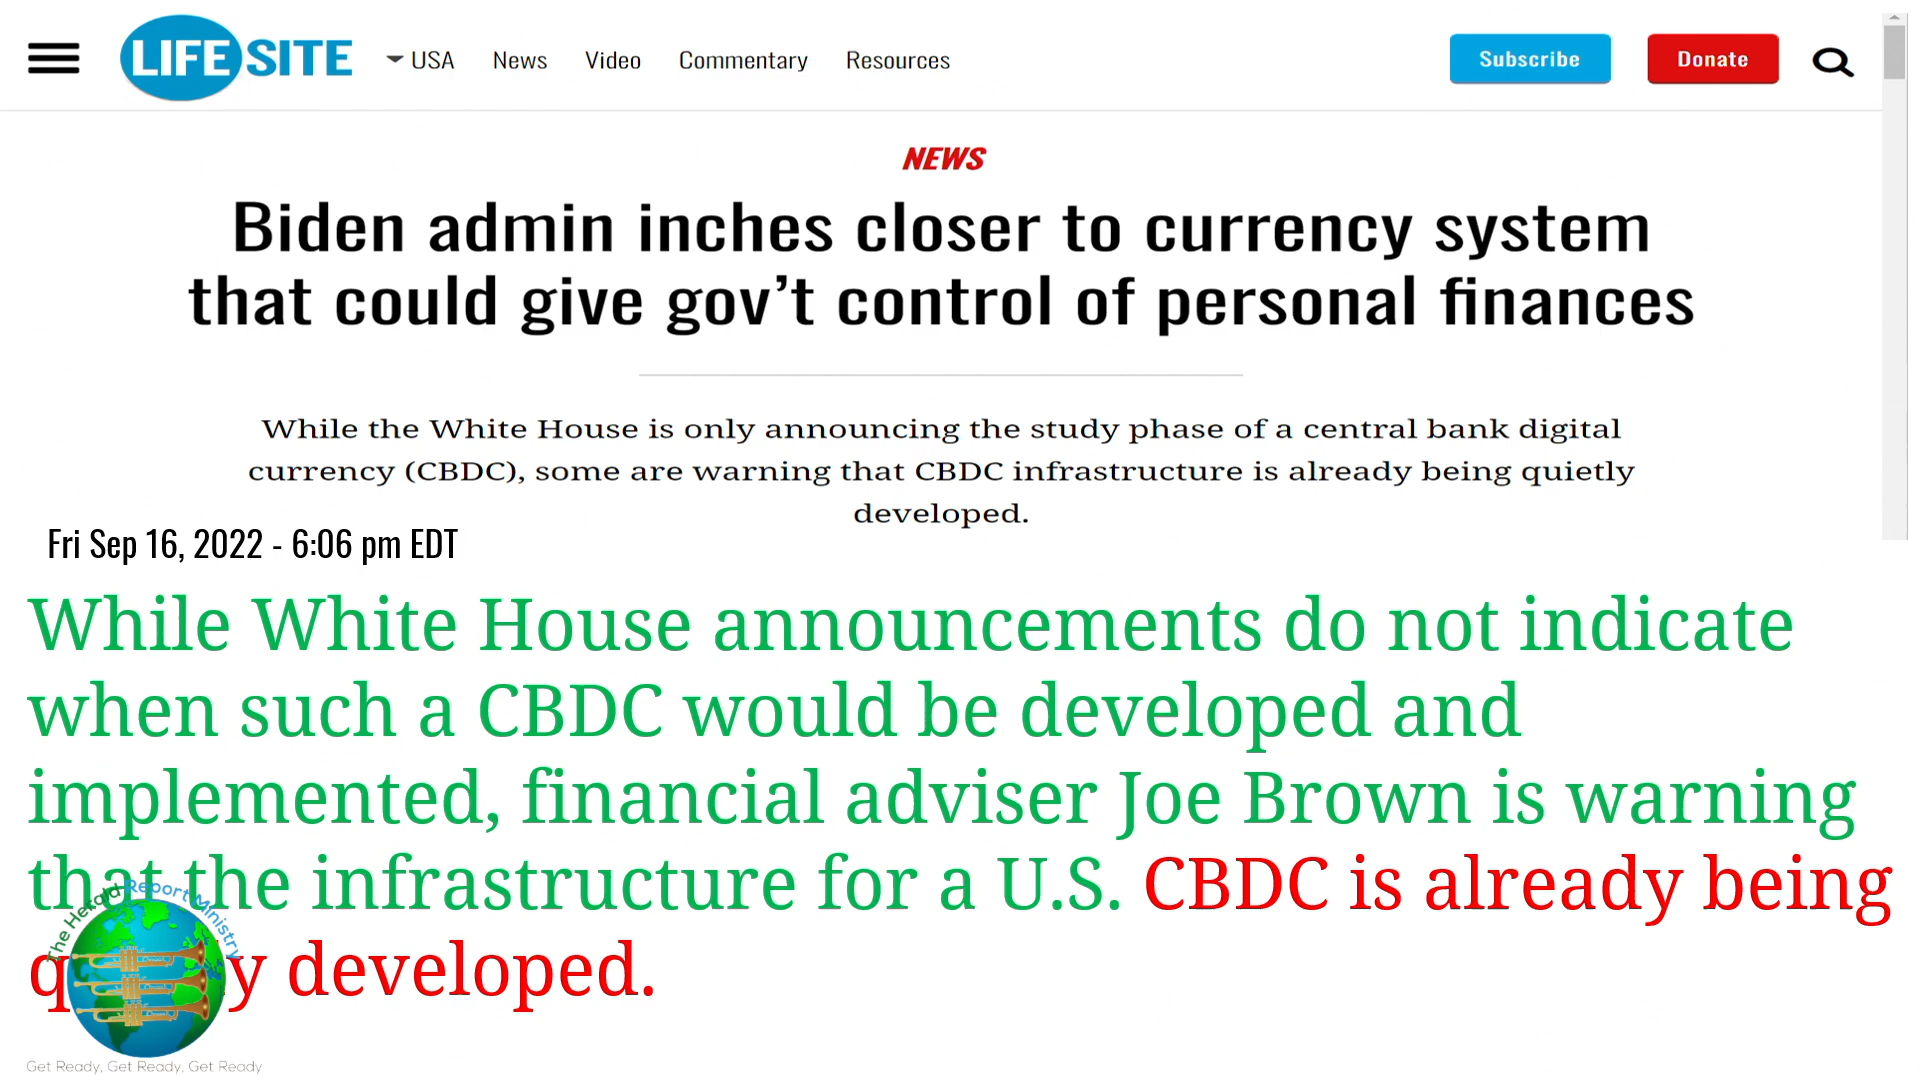 LIFE SITE USA News Video Commentary Resources Subscribe Donate
NEWS
Biden admin inches closer to currency system
that could give gov’t control of personal finances
While the White House is only announcing the study phase of a central bank digital
currency (CBDC), some are warning that CBDC infrastructure is already being quietly
developed.
Fri Sep 16, 2022 - 6:06 pm EDT
While White House announcements do not indicate
when such a CBDC would be developed and
implemented, financial adviser Joe Brown is warning
that the infrastructure for a U.S. CBDC is already being
developed.
The Herald Report Ministry
Get Ready, Get Ready, Get Ready